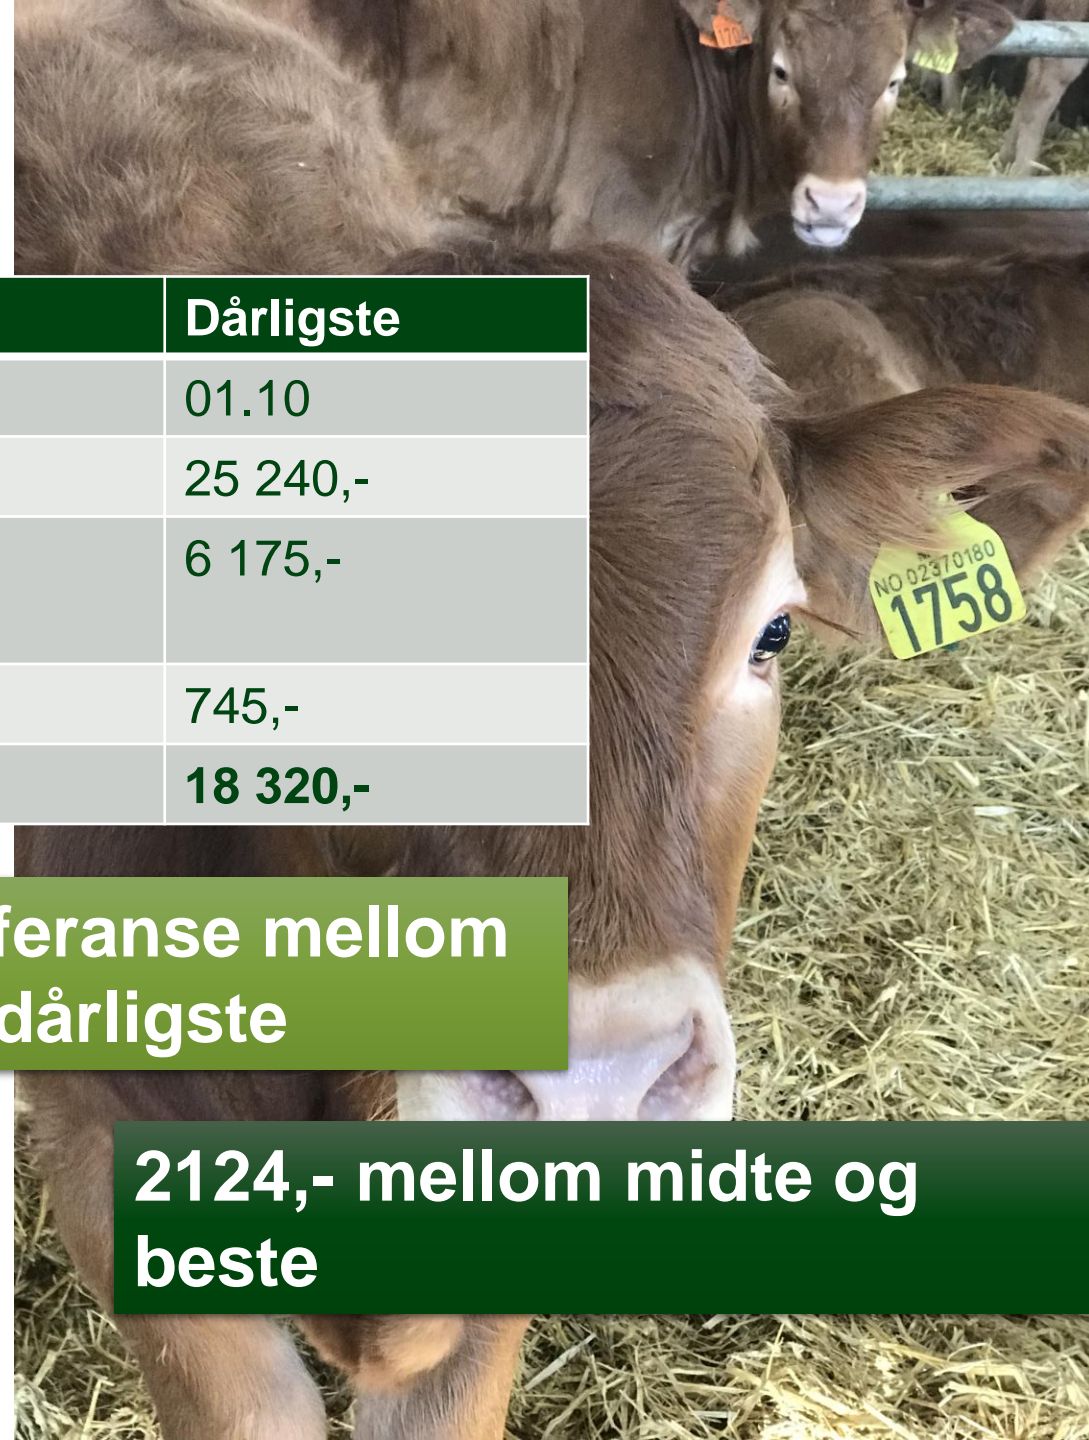 Dårligste
01.10
25 240,-
6 175,-
745,-
18 320,-
feranse mellom
dårligste
2124,- mellom midte og
beste
NO 02370180
1758